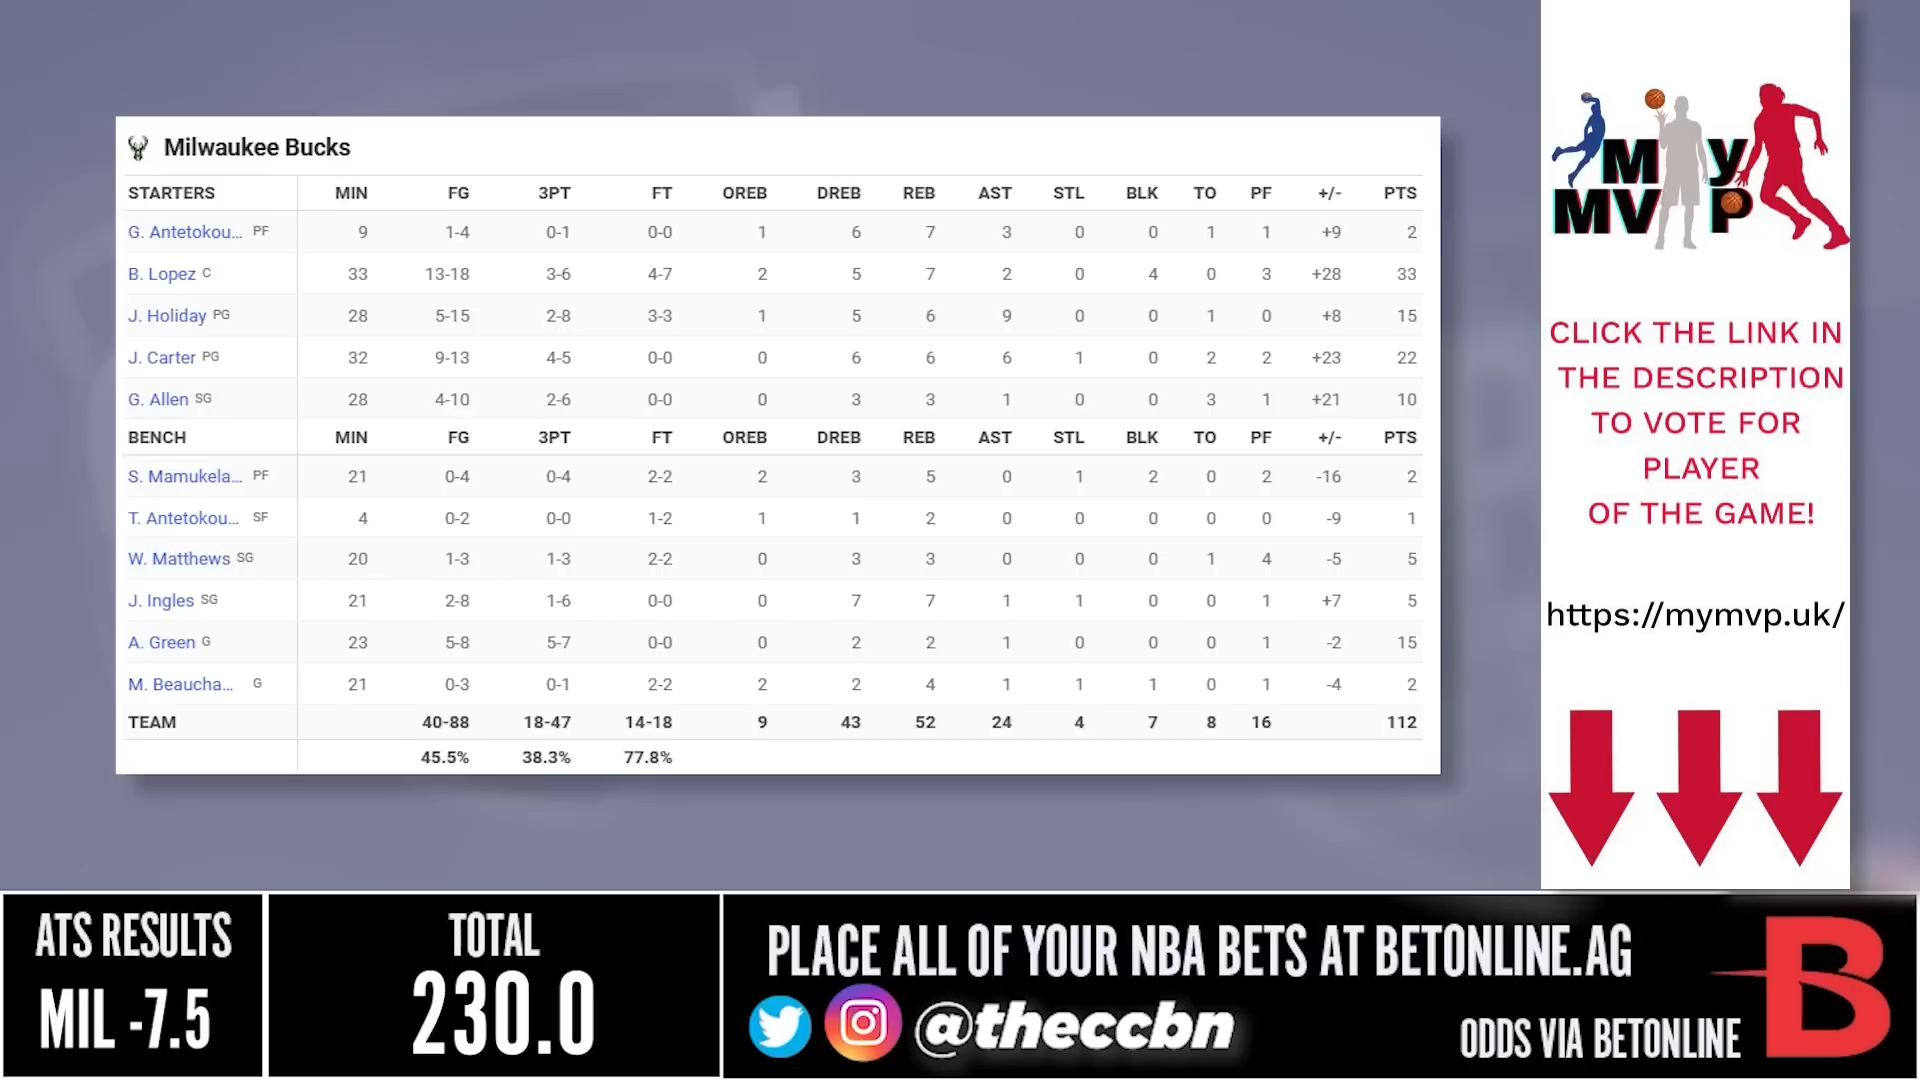 Milwaukee Bucks
STARTERS MIN FG 3PT FT OREB DREB REB AST STL BLK TO PF +/- PTS
G. Antetokou... PF 9 1-4 0-1 0-0 1 6 7 3 0 0 1 1 +9 2
B. Lopez C 33 13-18 3-6 4-7 2 5 7 2 0 4 0 3 +28 33
J. Holiday PG 28 5-15 2-8 3-3 1 5 6 9 0 0 1 0 +8 15
J. Carter PG 32 9-13 4-5 0-0 0 6 6 6 1 0 2 2 +23 22
G. Allen SG 28 4-10 2-6 0-0 0 3 3 1 0 0 3 1 +21 10
BENCH MIN FG 3PT FT OREB DREB REB AST STL BLK TO PF +/- PTS
S. Mamukela... PF 21 0-4 0-4 2-2 2 3 5 0 1 2 0 2 -16 2
T. Antetokou... SF 4 0-2 0-0 1-2 1 1 2 0 0 0 0 0 -9 1
W. Matthews SG 20 1-3 1-3 2-2 0 3 3 0 0 0 1 4 -5 5
J. Ingles SG 21 2-8 1-6 0-0 0 7 7 1 1 0 0 1 +7 5
A. Green G 23 5-8 5-7 0-0 0 2 2 1 0 0 0 1 -2 15
M. Beaucha... G 21 0-3 0-1 2-2 2 2 4 1 1 1 0 1 -4 2
TEAM 40-88 18-47 14-18 9 43 52 24 4 7 8 16 112
45.5% 38.3% 77.8%
My
MVP
CLICK THE LINK IN
THE DESCRIPTION
TO VOTE FOR
PLAYER
OF THE GAME!
https://mymvp.uk/
ATS RESULTS
MIL -7.5
TOTAL
230.0
PLACE ALL OF YOUR NBA BETS AT BETONLINE.AG
@theccbn
ODDS VIA BETONLINE
B